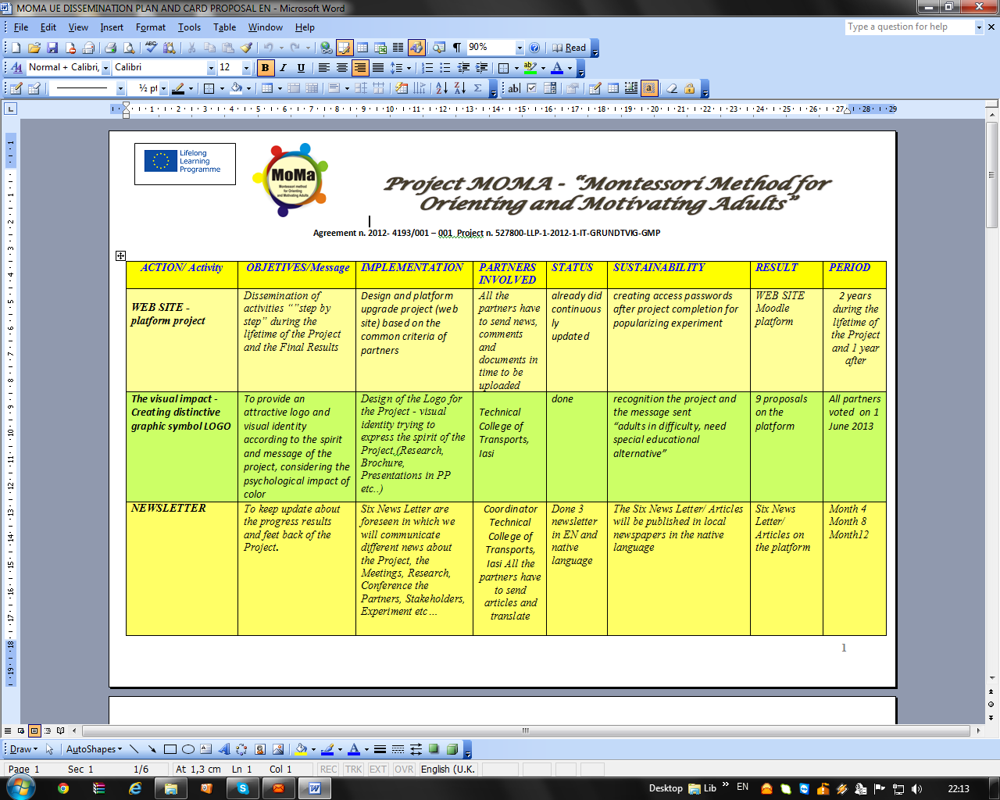 MOMA UE DISSEMINATION PLAN AND CARD PROPOSAL EN - Microsoft Word
File Edit View Insert Format Tools Table Window Help
Type a question for help
90%
Read
Normal + Calibri,
Calibri
12
B I U
½ pt
Lifelong
Learning
Programme
MoMa
Montessori method
for Orienting
and Motivating Adults
Project MOMA - “Montessori Method for
Orienting and Motivating Adults”
Agreement n. 2012- 4193/001 – 001 Project n. 527800-LLP-1-2012-1-IT-GRUNDTVIG-GMP
ACTION/ Activity
OBJETIVES/Message
IMPLEMENTATION
PARTNERS
INVOLVED
STATUS
SUSTAINABILITY
RESULT
PERIOD
WEB SITE -
platform project
Dissemination of
activities “”step by
step” during the
lifetime of the Project
and the Final Results
Design and platform
upgrade project (web
site) based on the
common criteria of
partners
All the
partners have
to send news,
comments
and
documents in
time to be
uploaded
already did
continuous
ly
updated
creating access passwords
after project completion for
popularizing experiment
WEB SITE
Moodle
platform
2 years
during the
lifetime of
the Project
and 1 year
after
The visual impact -
Creating distinctive
graphic symbol LOGO
To provide an
attractive logo and
visual identity
according to the spirit
and message of the
project, considering the
psychological impact of
color
Design of the Logo for
the Project - visual
identity trying to
express the spirit of the
Project,(Research,
Brochure,
Presentations in PP
etc..)
Technical
College of
Transports,
Iasi
done
recognition the project and
the message sent
“adults in difficulty, need
special educational
alternative”
9 proposals
on the
platform
All partners
voted on 1
June 2013
NEWSLETTER
To keep update about
the progress results
and feet back of the
Project.
Six News Letter are
foreseen in which we
will communicate
different news about
the Project, the
Meetings, Research,
Conference the
Partners, Stakeholders,
Experiment etc…
Coordinator
Technical
College of
Transports,
Iasi All the
partners have
to send
articles and
translate
Done 3
newsletter
in EN and
native
language
The Six News Letter/ Articles
will be published in local
newspapers in the native
language
Six News
Letter/
Articles on
the platform
Month 4
Month 8
Month12
1
Draw
AutoShapes
Page 1 Sec 1 1/6 At 1,3 cm Ln 1 Col 1 REC TRK EXT OVR English (U.K.
Desktop
Lib
EN
22:13